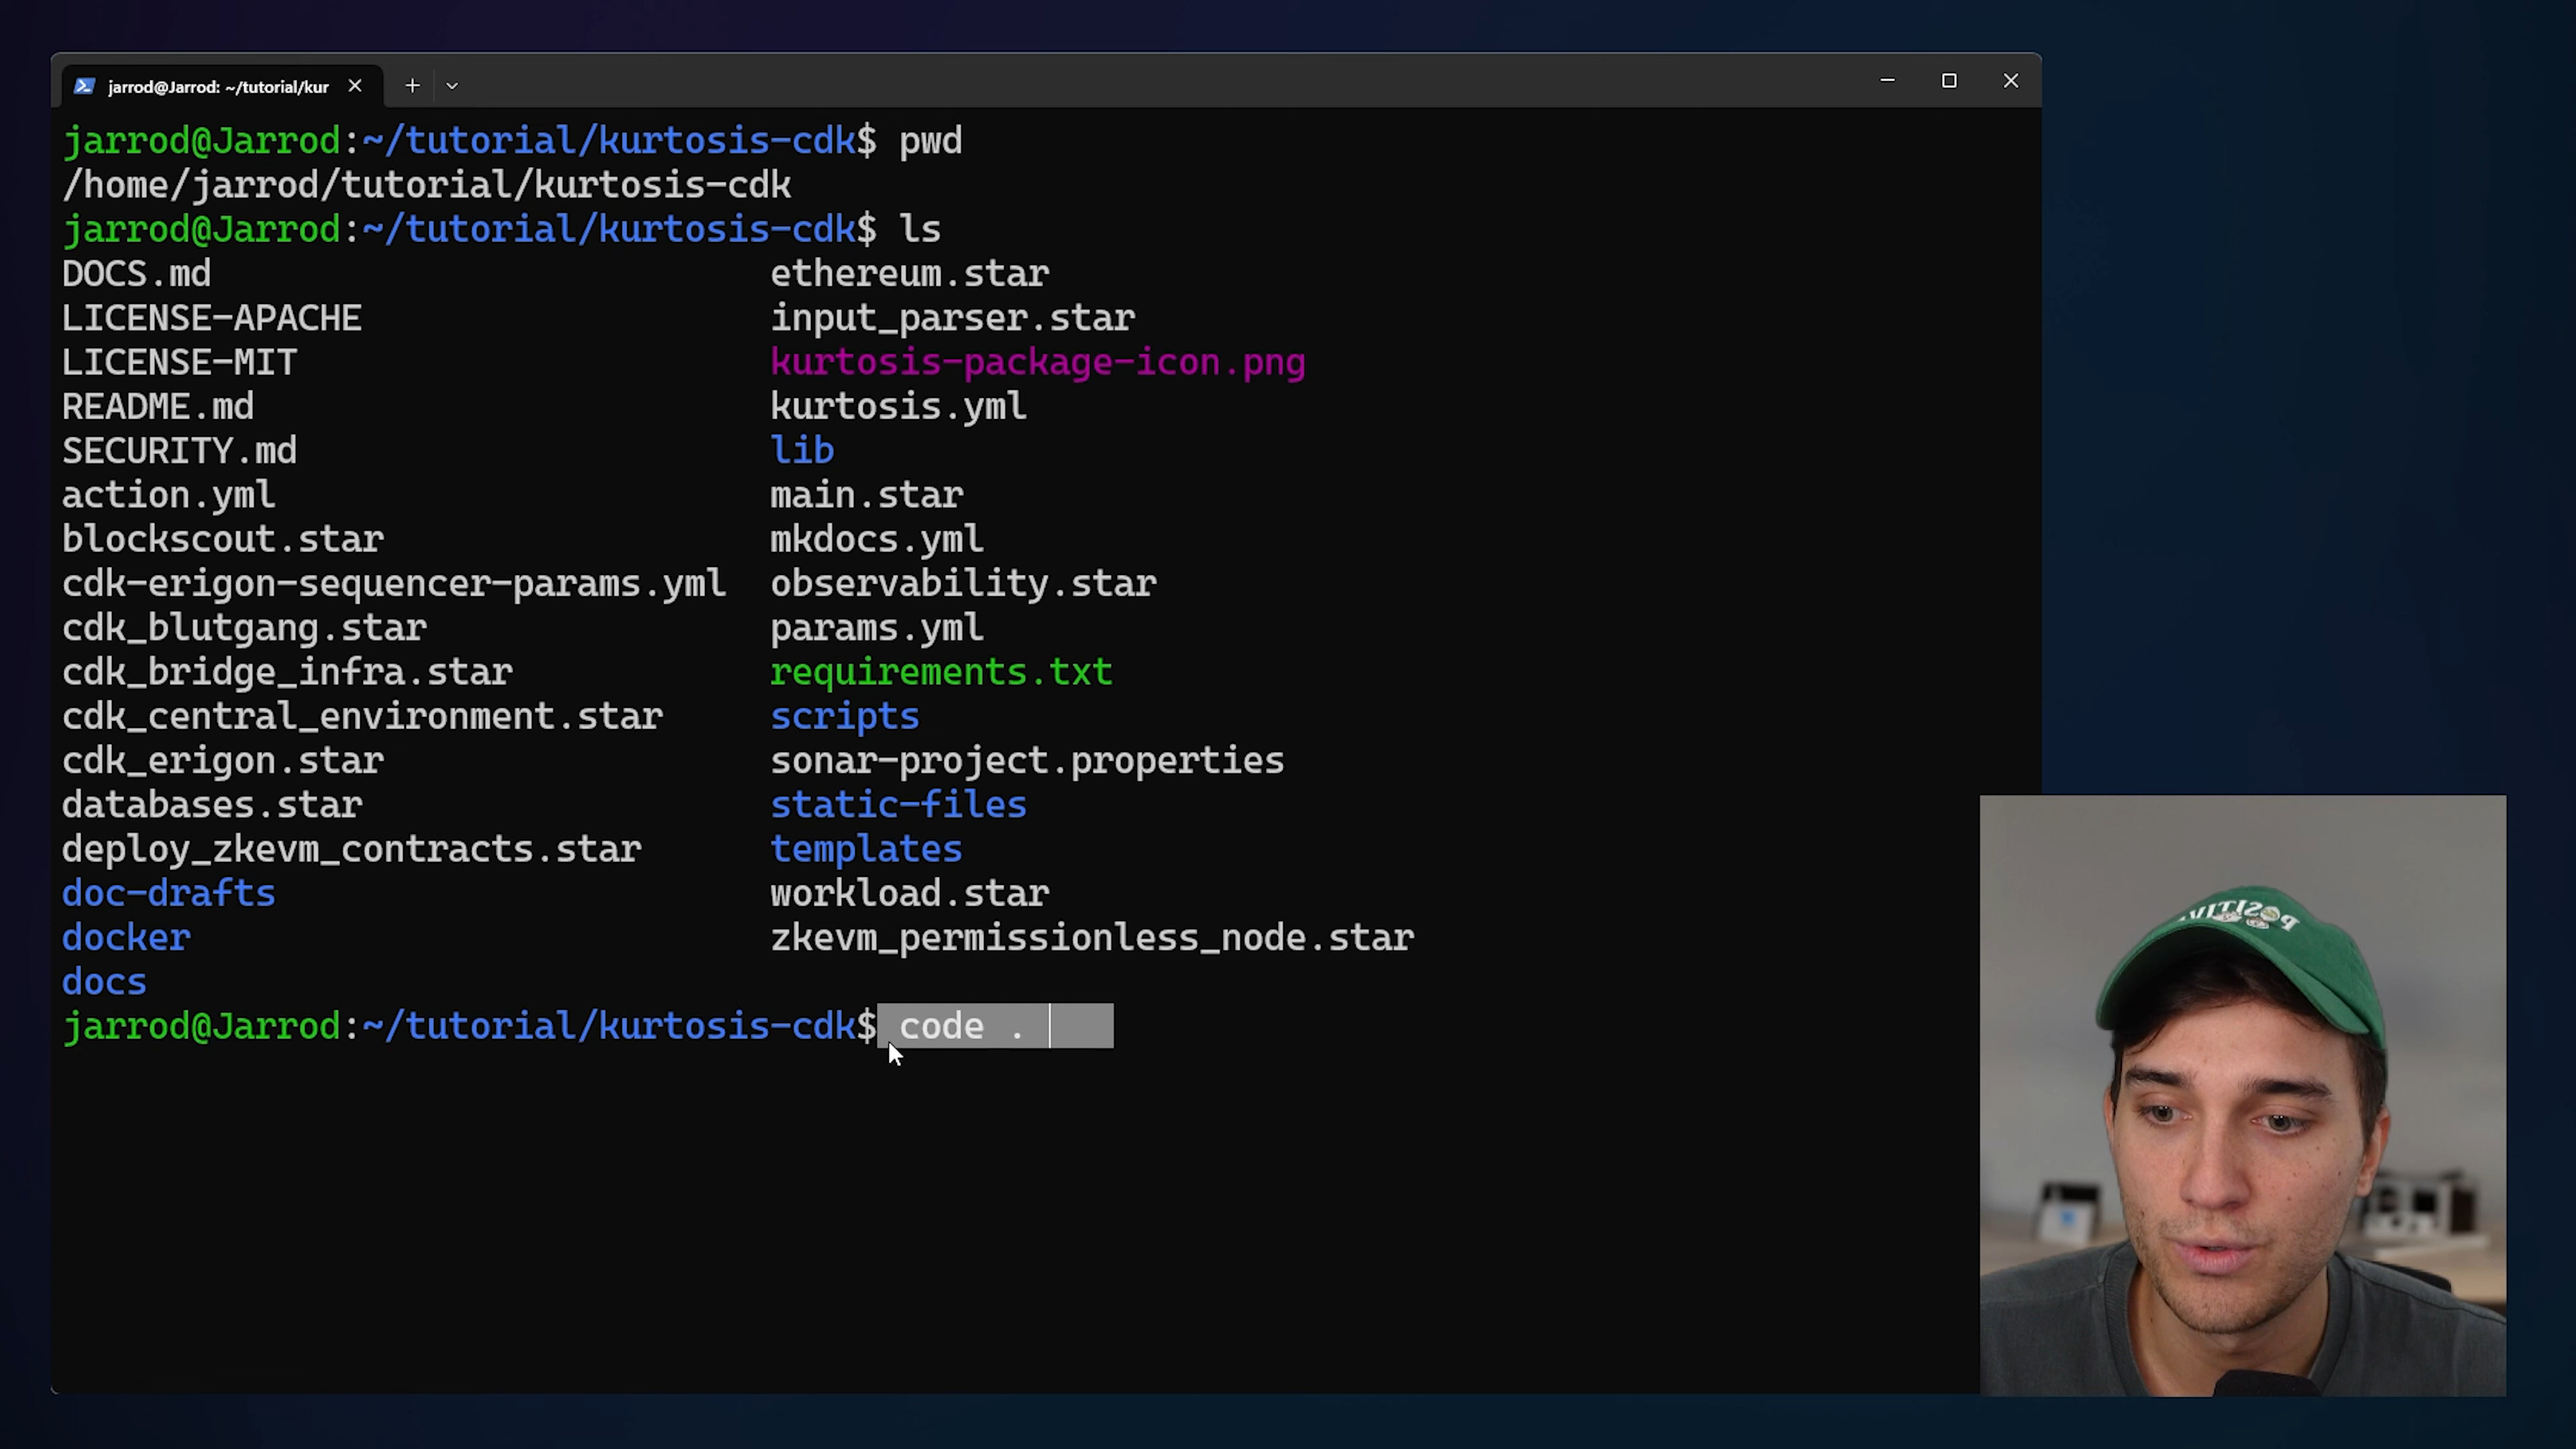 jarrod@Jarrod: ~/tutorial/kur
jarrod@Jarrod:~/tutorial/kurtosis-cdk$ pwd
/home/jarrod/tutorial/kurtosis-cdk
jarrod@Jarrod:~/tutorial/kurtosis-cdk$ ls
DOCS.md ethereum.star
LICENSE-APACHE input_parser.star
LICENSE-MIT kurtosis-package-icon.png
README.md kurtosis.yml
SECURITY.md lib
action.yml main.star
blockscout.star mkdocs.yml
cdk-erigon-sequencer-params.yml observability.star
cdk_blutgang.star params.yml
cdk_bridge_infra.star requirements.txt
cdk_central_environment.star scripts
cdk_erigon.star sonar-project.properties
databases.star static-files
deploy_zkevm_contracts.star templates
doc-drafts workload.star
docker zkevm_permissionless_node.star
docs
jarrod@Jarrod:~/tutorial/kurtosis-cdk$ code .